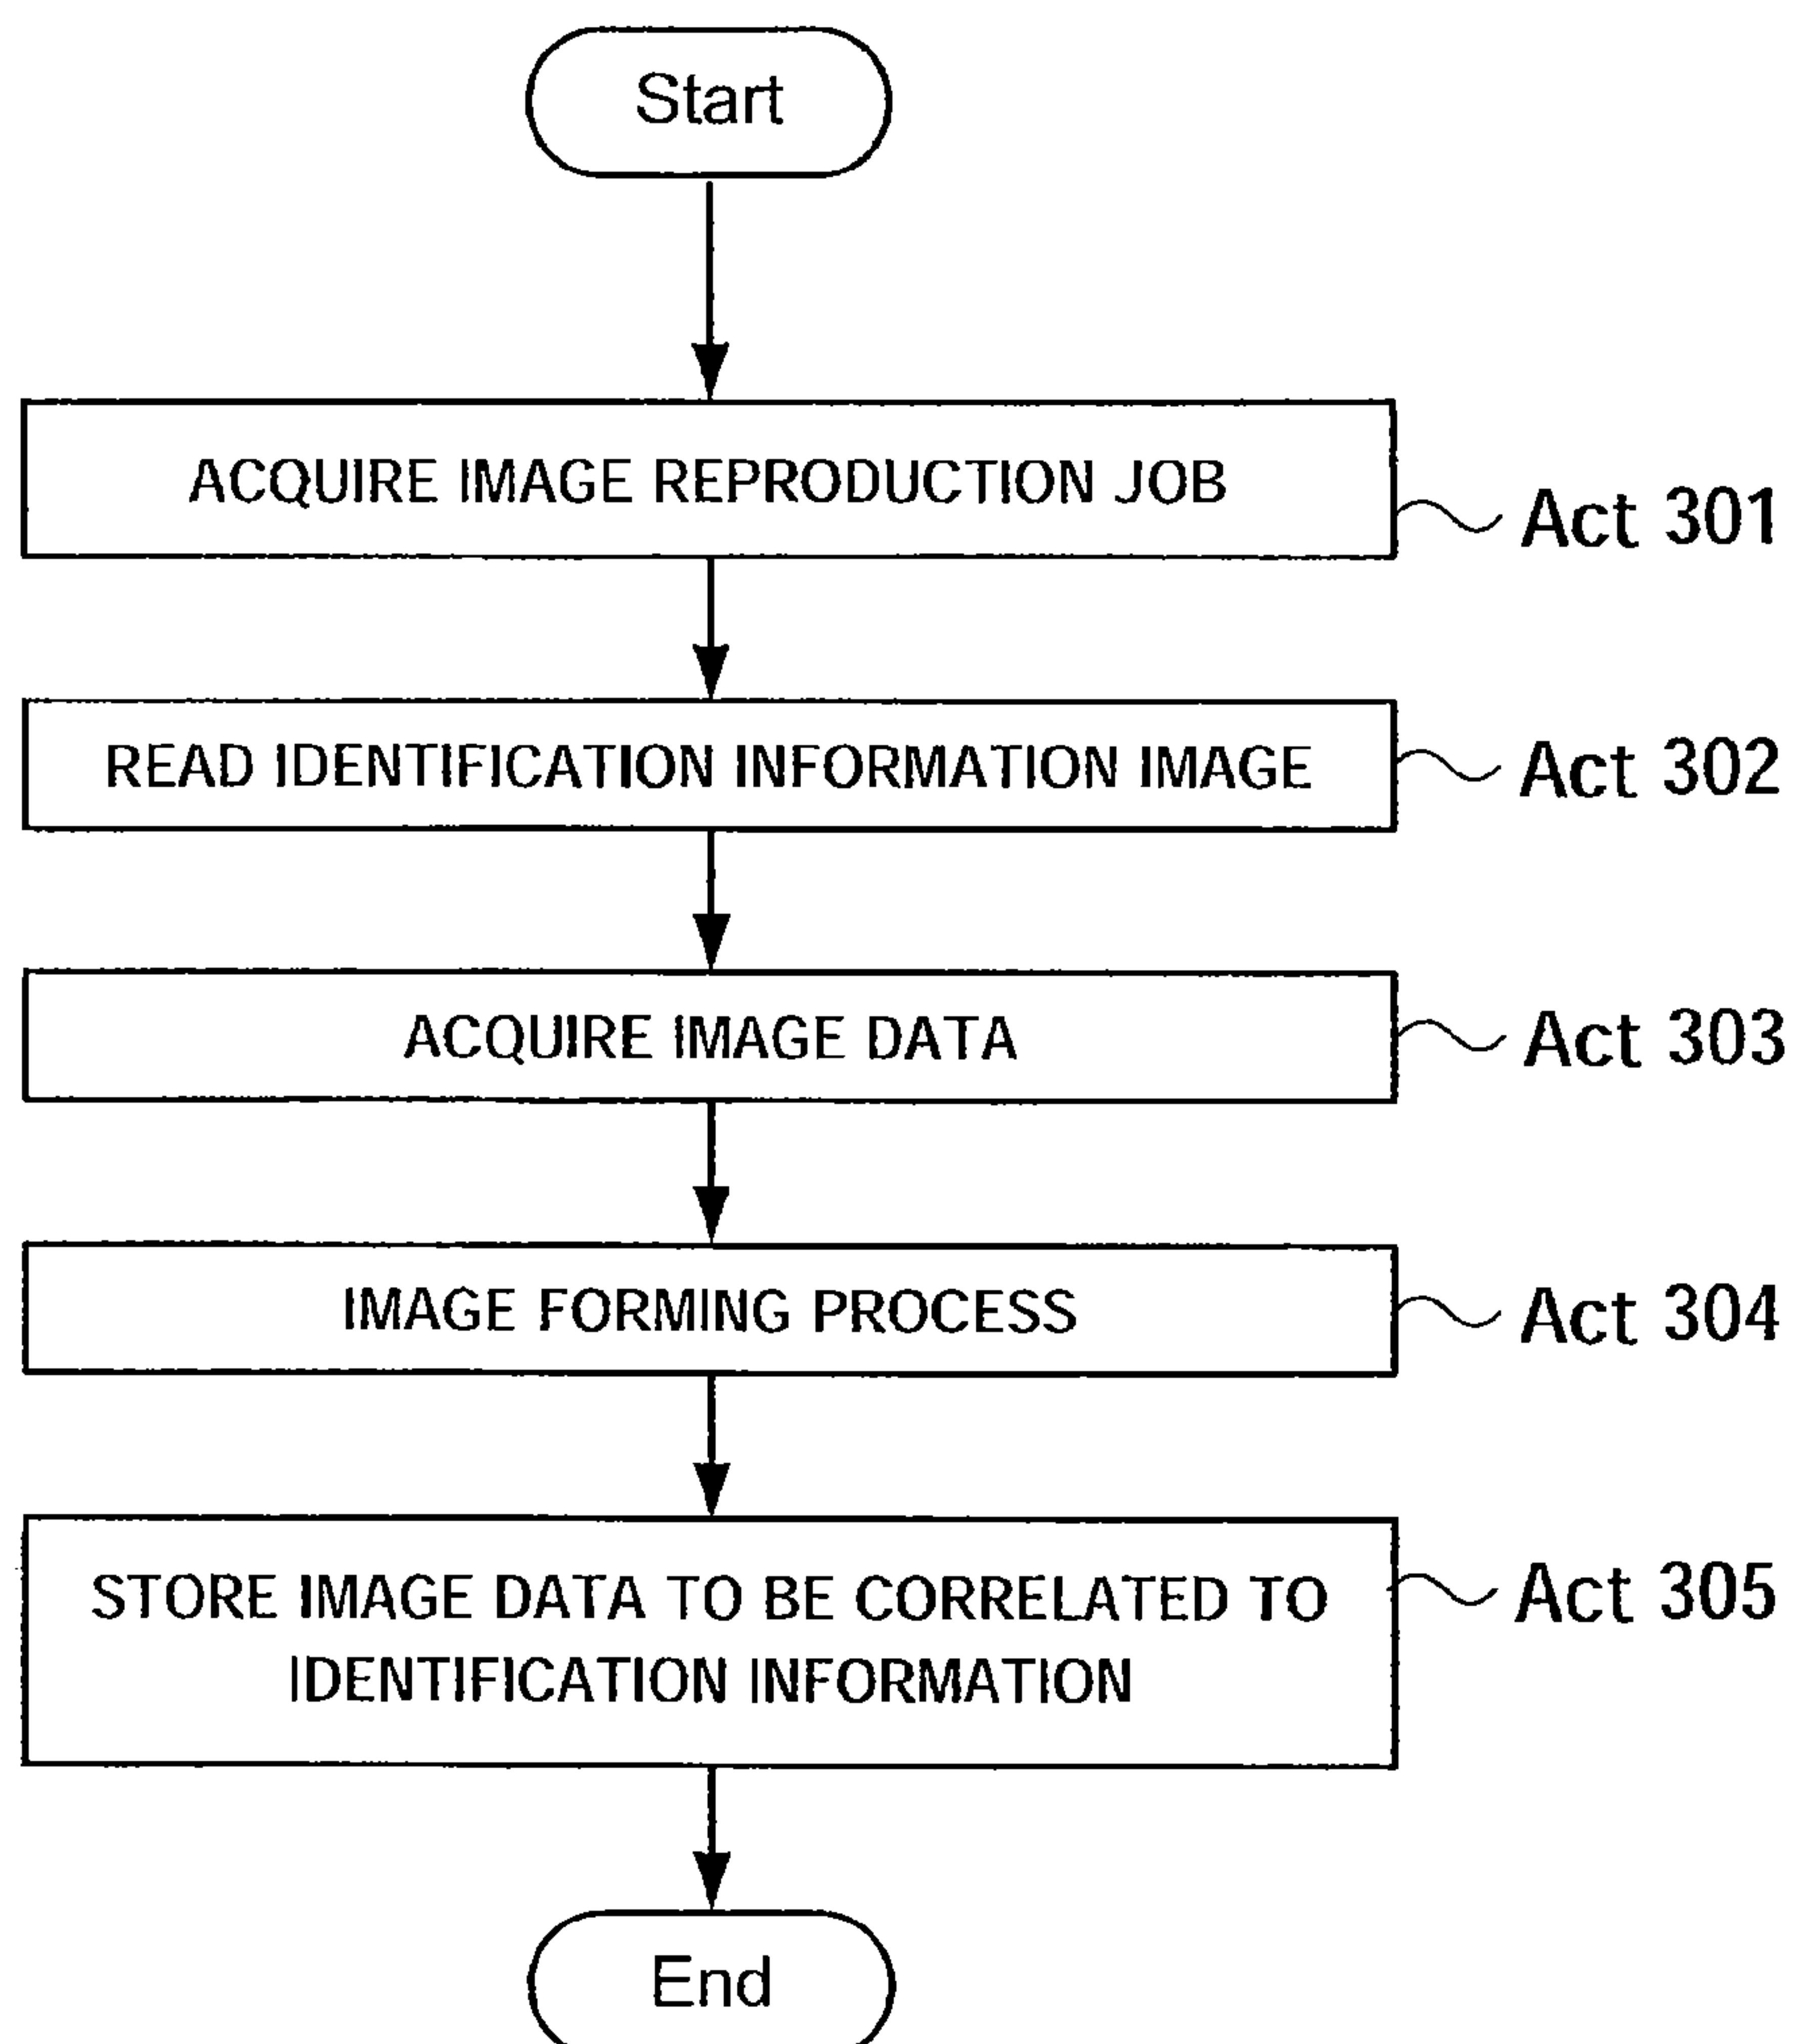 Start
ACQUIRE IMAGE REPRODUCTION JOB
Act 301
READ IDENTIFICATION INFORMATION IMAGE
Act 302
ACQUIRE IMAGE DATA
Act 303
IMAGE FORMING PROCESS
Act 304
STORE IMAGE DATA TO BE CORRELATED TO
IDENTIFICATION INFORMATION
Act 305
End